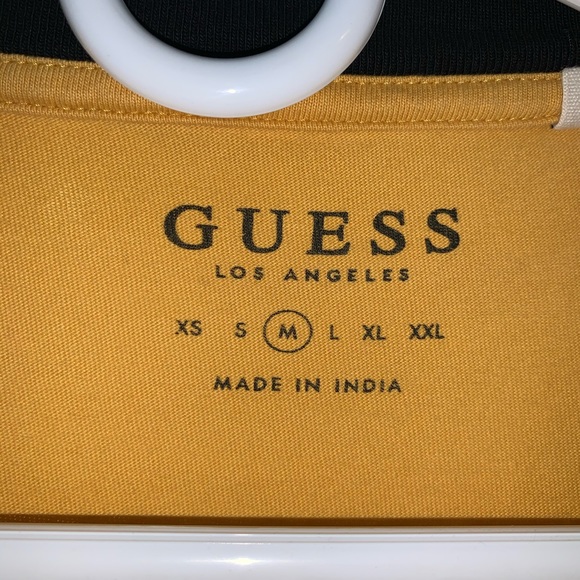 GUESS
LOS ANGELES
XS S M L XL XXL
MADE IN INDIA